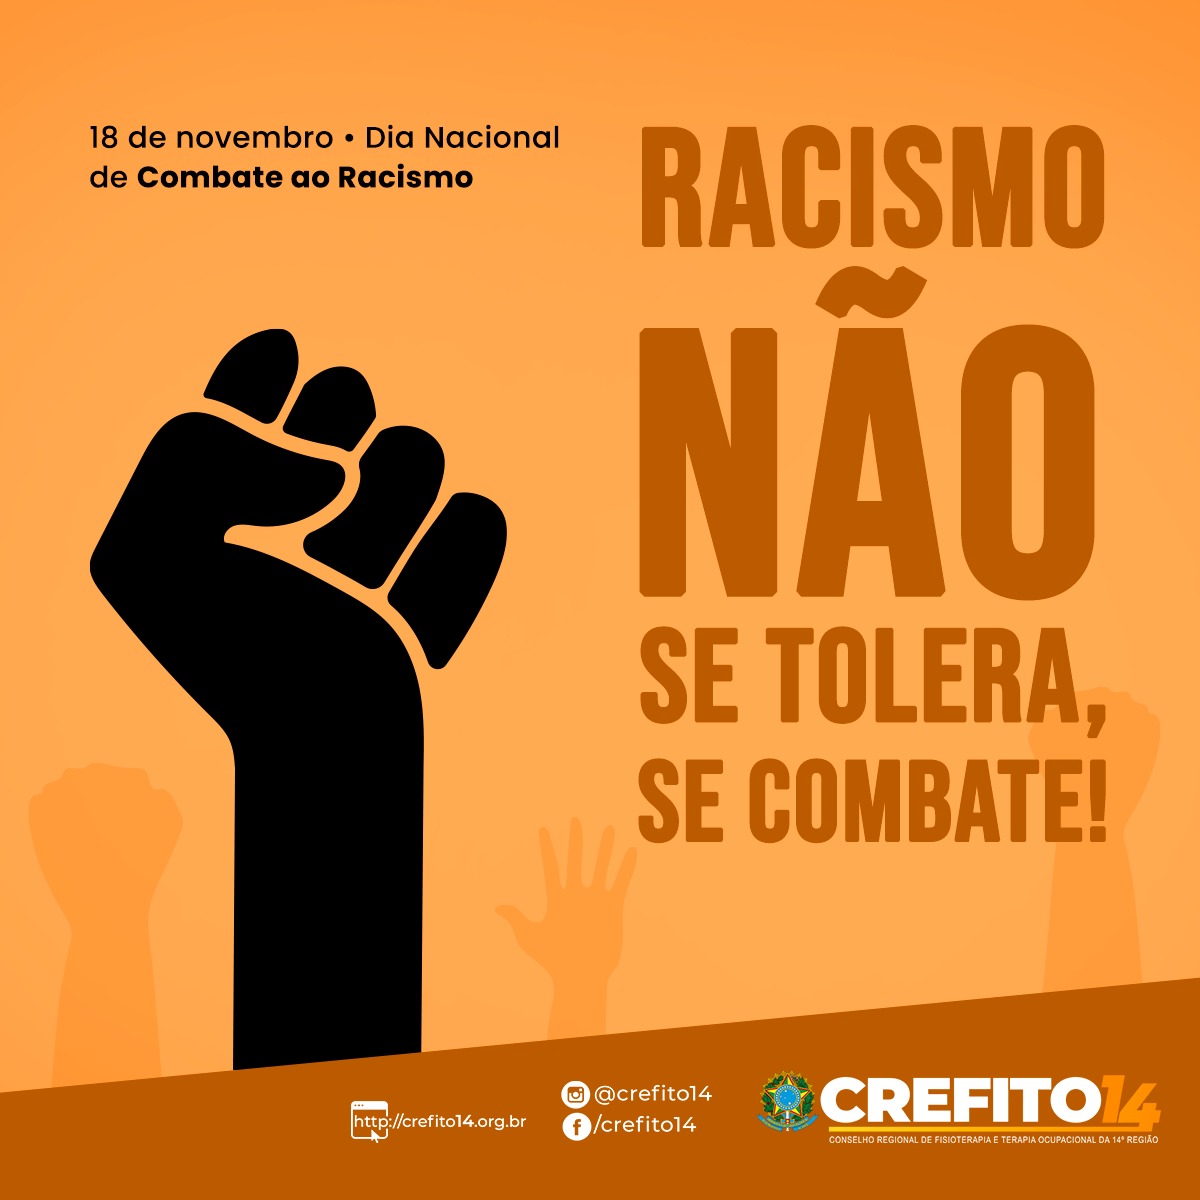 18 de novembro • Dia Nacional
de Combate ao Racismo
RACISMO
NÃO
SE TOLERA,
SE COMBATE!
http://crefito14.org.br
@crefito14
/crefito14
CREFITO14
CONSELHO REGIONAL DE FISIOTERAPIA E TERAPIA OCUPACIONAL DA 14ª REGIÃO